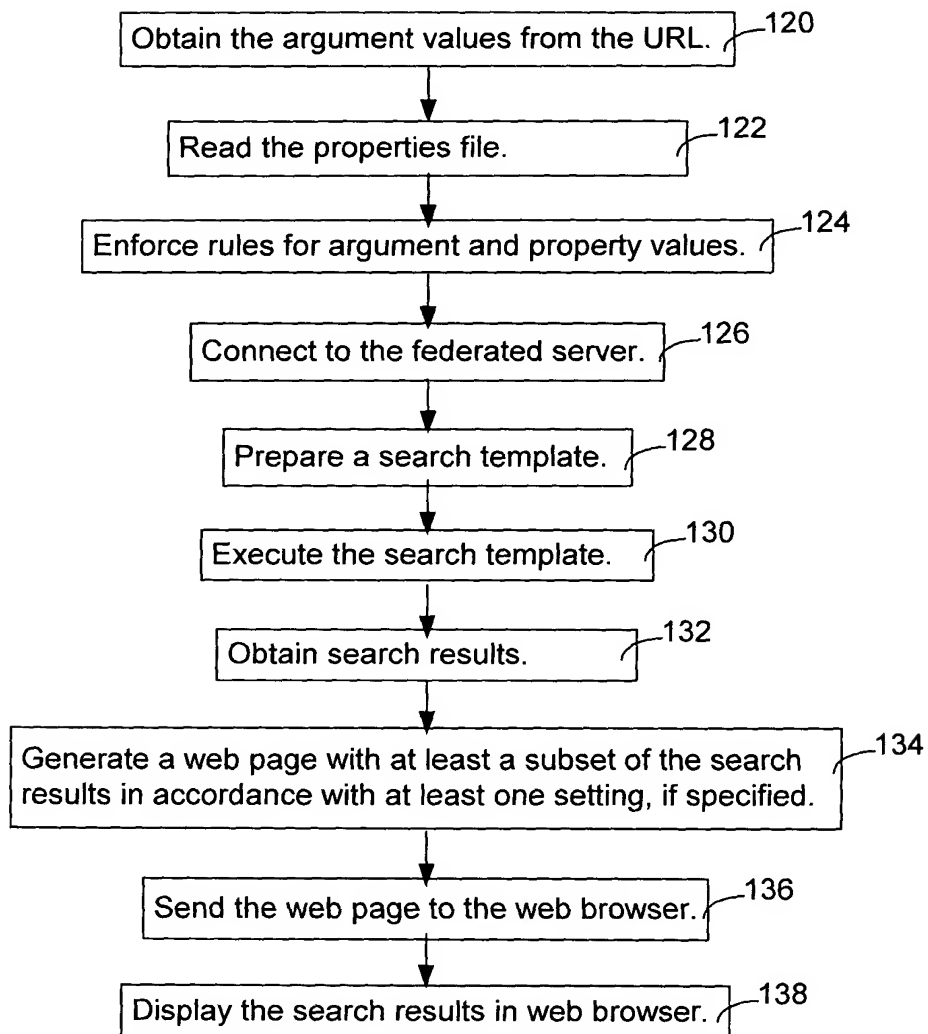 Obtain the argument values from the URL. 120
Read the properties file. 122
Enforce rules for argument and property values. 124
Connect to the federated server. 126
Prepare a search template. 128
Execute the search template. 130
Obtain search results. 132
Generate a web page with at least a subset of the search 134
results in accordance with at least one setting, if specified.
Send the web page to the web browser. 136
Display the search results in web browser. 138